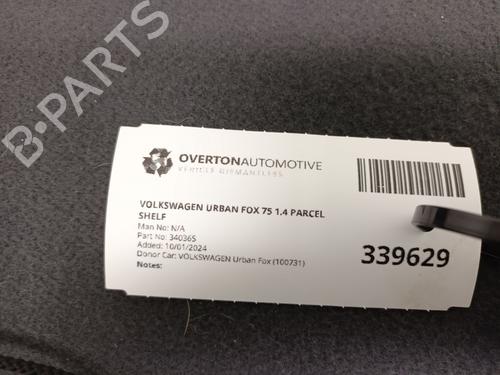 B-PARTS
OVERTONAUTOMOTIVE
VEHICLE DISMANTLERS
VOLKSWAGEN URBAN FOX 75 1.4 PARCEL
SHELF
Man No: N/A
Part No: 340365
Added: 10/01/2024
Donor Car: VOLKSWAGEN Urban Fox (100731)
Notes:
339629